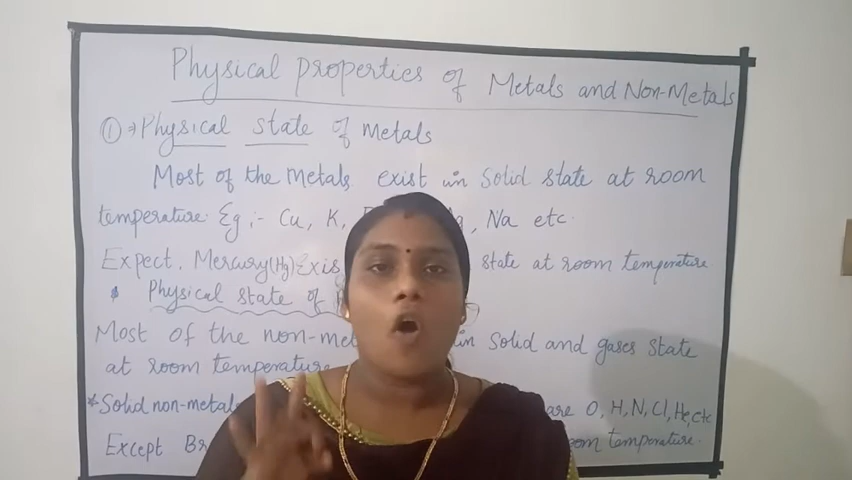 Physical properties of Metals and Non-Metals
① → Physical state of metals
Most of the Metals exist in Solid state at room
temperature. Eg :- Cu, K, Na etc.
Expect. Mercury(Hg) Exis state at room temperature.
* Physical state of
Most of the non-met in Solid and gases state
at room temperature
* Solid non-metals are O, H, N, Cl, He, etc
Except Br room temperature.